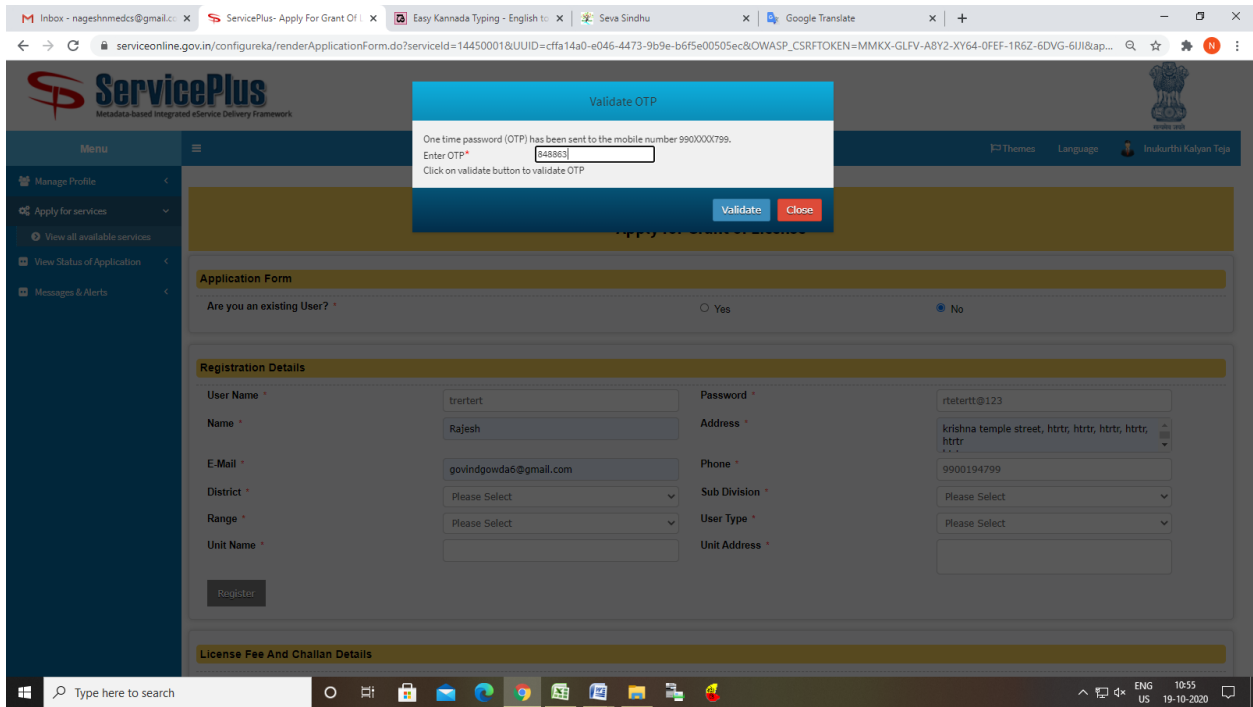 Inbox - nageshnmedcs@gmail.cc
ServicePlus- Apply For Grant Of L
Easy Kannada Typing - English to
Seva Sindhu
Google Translate
serviceonline.gov.in/configureka/renderApplicationForm.do?serviceId=14450001&UUID=cffa14a0-e046-4473-9b9e-b6f5e00505ec&OWASP_CSRFTOKEN=MMKX-GLFV-A8Y2-XY64-0FEF-1R6Z-6DVG-6IJI&ap...
N
ServicePlus
Metadata-based Integrated eService Delivery Framework
Validate OTP
One time password (OTP) has been sent to the mobile number 990XXXX799.
Enter OTP* 848863
Click on validate button to validate OTP
Validate Close
Menu
Themes Language Inukurthi Kalyan Teja
Manage Profile
Apply for services
View all available services
View Status of Application
Messages & Alerts
Apply for Grant of License
Application Form
Are you an existing User? * Yes No
Registration Details
User Name * trertert Password * rtetertt@123
Name * Rajesh Address * krishna temple street, htrtr, htrtr, htrtr, htrtr,
htrtr
E-Mail * govindgowda6@gmail.com Phone * 9900194799
District * Please Select Sub Division * Please Select
Range * Please Select User Type * Please Select
Unit Name * Unit Address *
Register
License Fee And Challan Details
Type here to search
ENG 10:55
US 19-10-2020